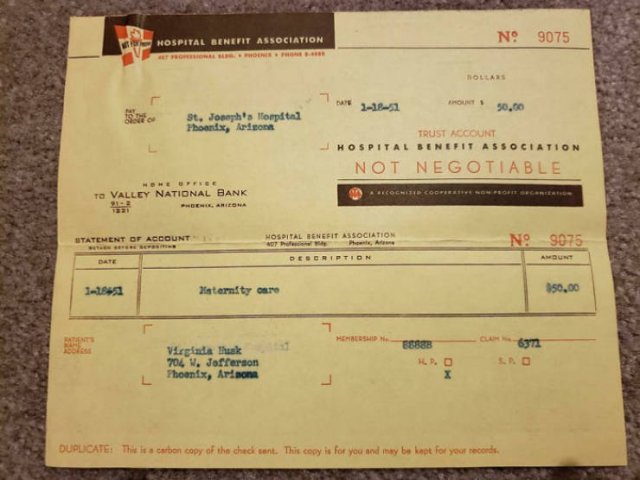 HOSPITAL BENEFIT ASSOCIATION
407 PROFESSIONAL BLDG. • PHOENIX • PHONE
Nº 9075
DOLLARS
PAY TO THE ORDER OF
St. Joseph's Hospital
Phoenix, Arizona
DATE 1-18-51 AMOUNT $ 50.00
TRUST ACCOUNT
HOSPITAL BENEFIT ASSOCIATION
NOT NEGOTIABLE
A RECOGNIZED COOPERATIVE NON-PROFIT ORGANIZATION
HOME OFFICE
TO VALLEY NATIONAL BANK
91-2
1221
PHOENIX, ARIZONA
STATEMENT OF ACCOUNT
DETACH BEFORE DEPOSITING
HOSPITAL BENEFIT ASSOCIATION
407 Professional Bldg. Phoenix, Arizona
Nº 9075
DATE DESCRIPTION AMOUNT
1-18-51 Maternity care $50.00
PATIENT'S NAME ADDRESS
Virginia Husk
704 W. Jefferson
Phoenix, Arizona
MEMBERSHIP No. 8888B CLAIM No. 6371
H. P. S. P.
X
DUPLICATE: This is a carbon copy of the check sent. This copy is for you and may be kept for your records.